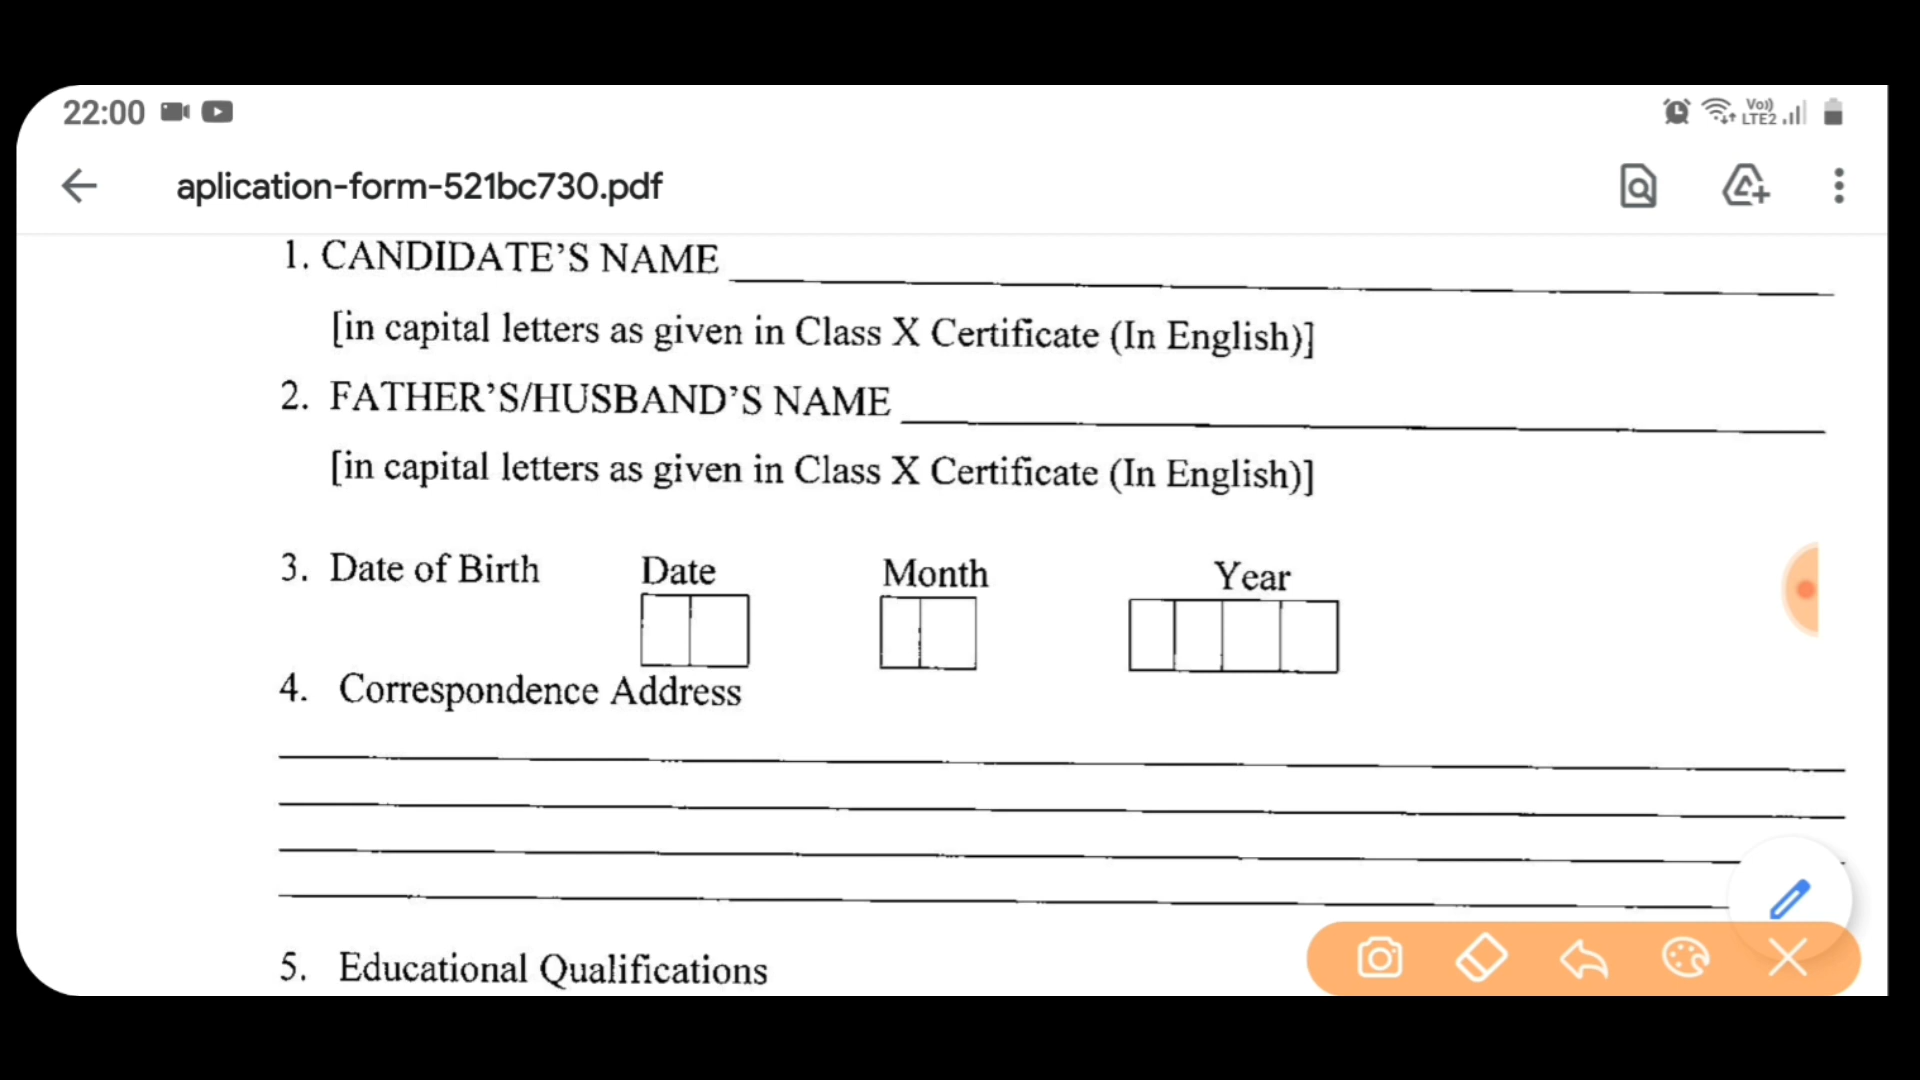 22:00
Vo)) LTE2
aplication-form-521bc730.pdf
1. CANDIDATE'S NAME
[in capital letters as given in Class X Certificate (In English)]
2. FATHER'S/HUSBAND'S NAME
[in capital letters as given in Class X Certificate (In English)]
3. Date of Birth Date Month Year
4. Correspondence Address
5. Educational Qualifications